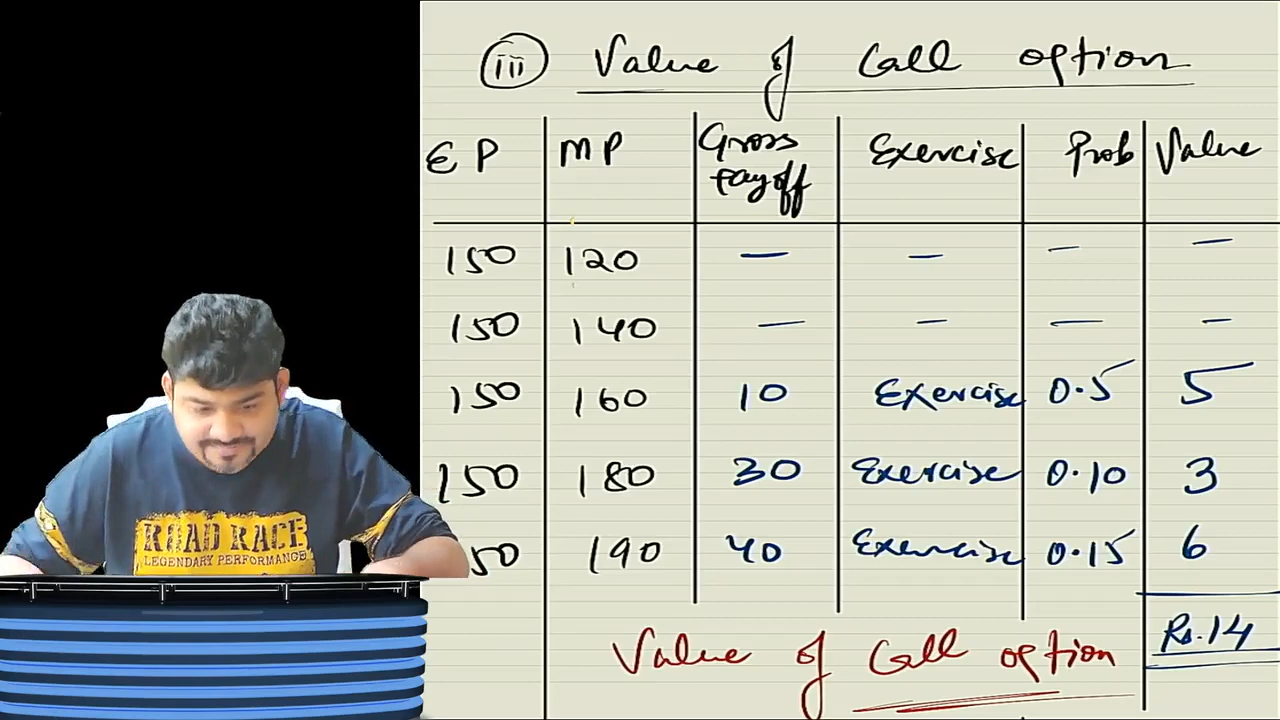 iii Value of Call option
EP MP Gross payoff Exercise Prob Value
150 120 — — — —
150 140 — — — —
150 160 10 Exercise 0.5 5
150 180 30 Exercise 0.10 3
50 190 40 Exercise 0.15 6
Rs.14
Value of Call option
ROAD RACE
LEGENDARY PERFORMANCE